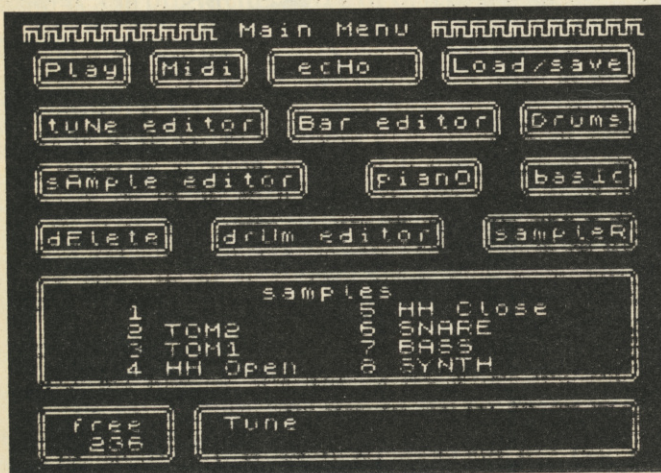 Main Menu
Play Midi ecHo Load/save
tuNe editor Bar editor Drums
sAmple editor pianO basIc
dElete drUm editor sampleR
samples
1 5 HH Close
2 TOM2 6 SNARE
3 TOM1 7 BASS
4 HH Open 8 SYNTH
free Tune
236